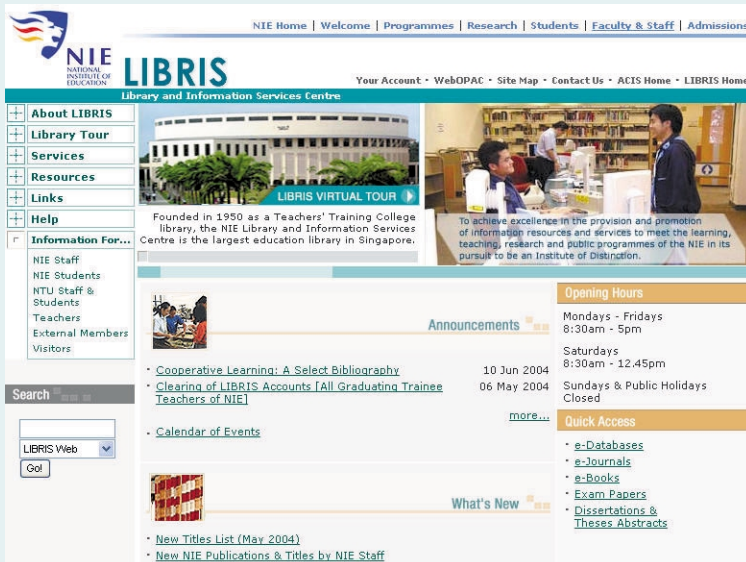 NIE Home | Welcome | Programmes | Research | Students | Faculty & Staff | Admissions
NIE
NATIONAL
INSTITUTE OF
EDUCATION
LIBRIS
Your Account · WebOPAC · Site Map · Contact Us · ACIS Home · LIBRIS Home
Library and Information Services Centre
About LIBRIS
Library Tour
Services
Resources
Links
Help
Information For...
NIE Staff
NIE Students
NTU Staff &
Students
Teachers
External Members
Visitors
Search
LIBRIS Web
Go!
LIBRIS VIRTUAL TOUR
Founded in 1950 as a Teachers' Training College
library, the NIE Library and Information Services
Centre is the largest education library in Singapore.
To achieve excellence in the provision and promotion
of information resources and services to meet the learning,
teaching, research and public programmes of the NIE in its
pursuit to be an Institute of Distinction.
Announcements
· Cooperative Learning: A Select Bibliography 10 Jun 2004
· Clearing of LIBRIS Accounts [All Graduating Trainee 06 May 2004
Teachers of NIE]
more...
· Calendar of Events
What's New
· New Titles List (May 2004)
· New NIE Publications & Titles by NIE Staff
Opening Hours
Mondays - Fridays
8:30am - 5pm
Saturdays
8:30am - 12.45pm
Sundays & Public Holidays
Closed
Quick Access
· e-Databases
· e-Journals
· e-Books
· Exam Papers
· Dissertations &
Theses Abstracts